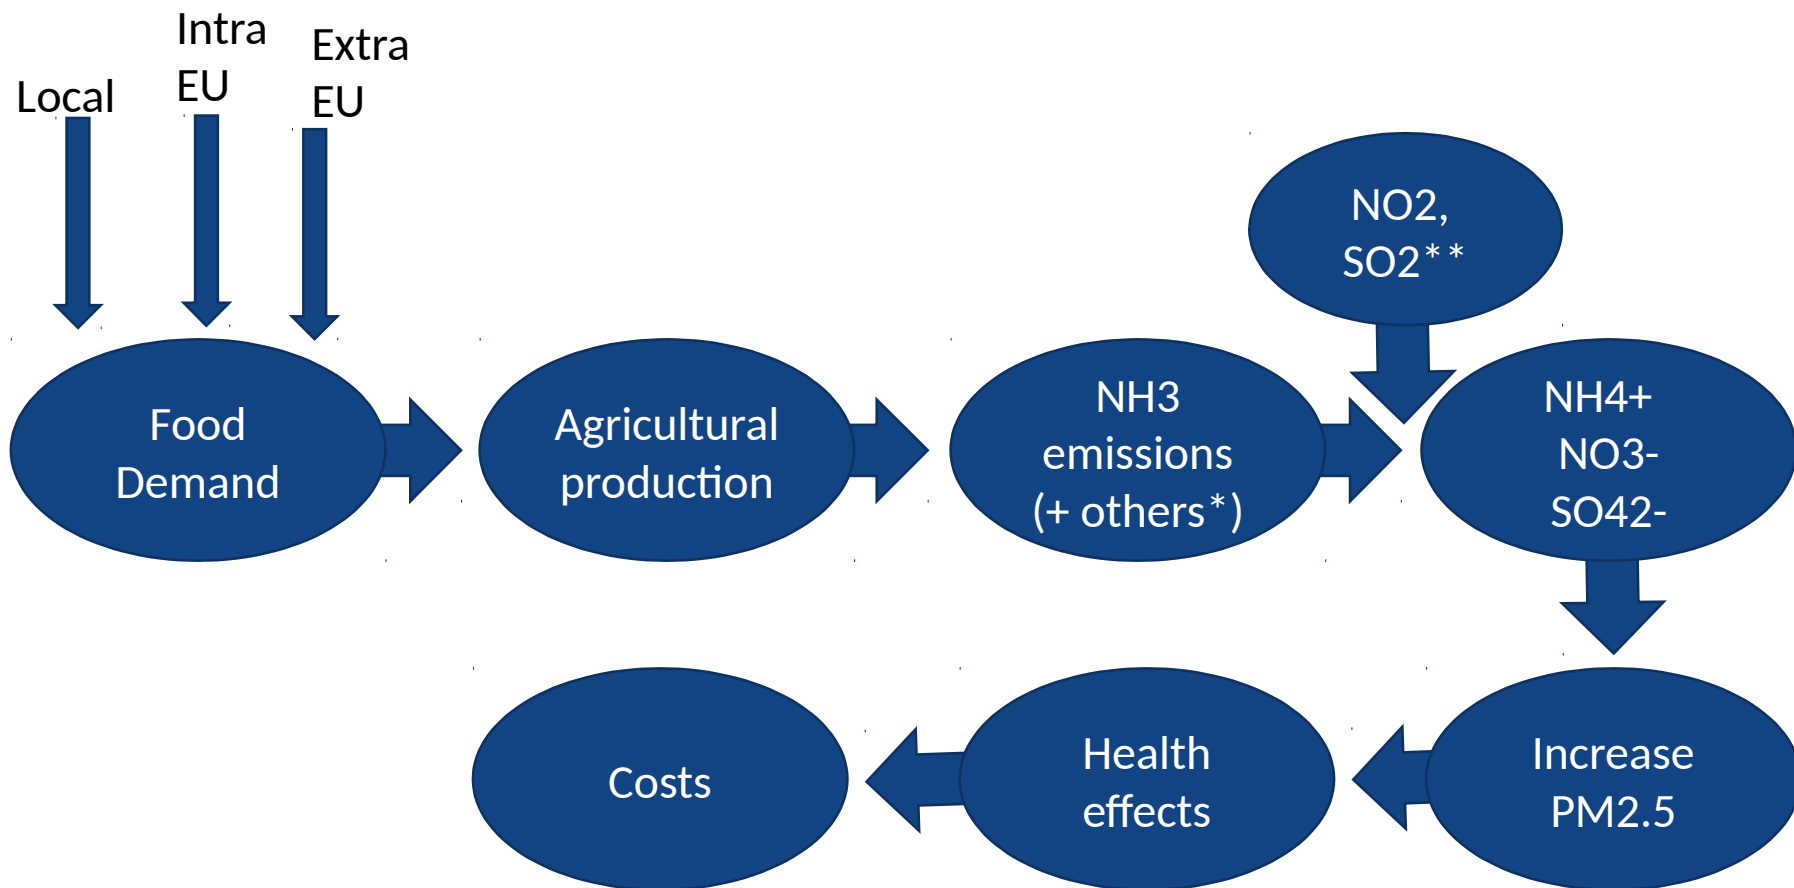 Local
Intra
EU
Extra
EU
NO2,
SO2**
Food
Demand
Agricultural
production
NH3
emissions
(+ others*)
NH4+
NO3-
SO42-
Costs
Health
effects
Increase
PM2.5